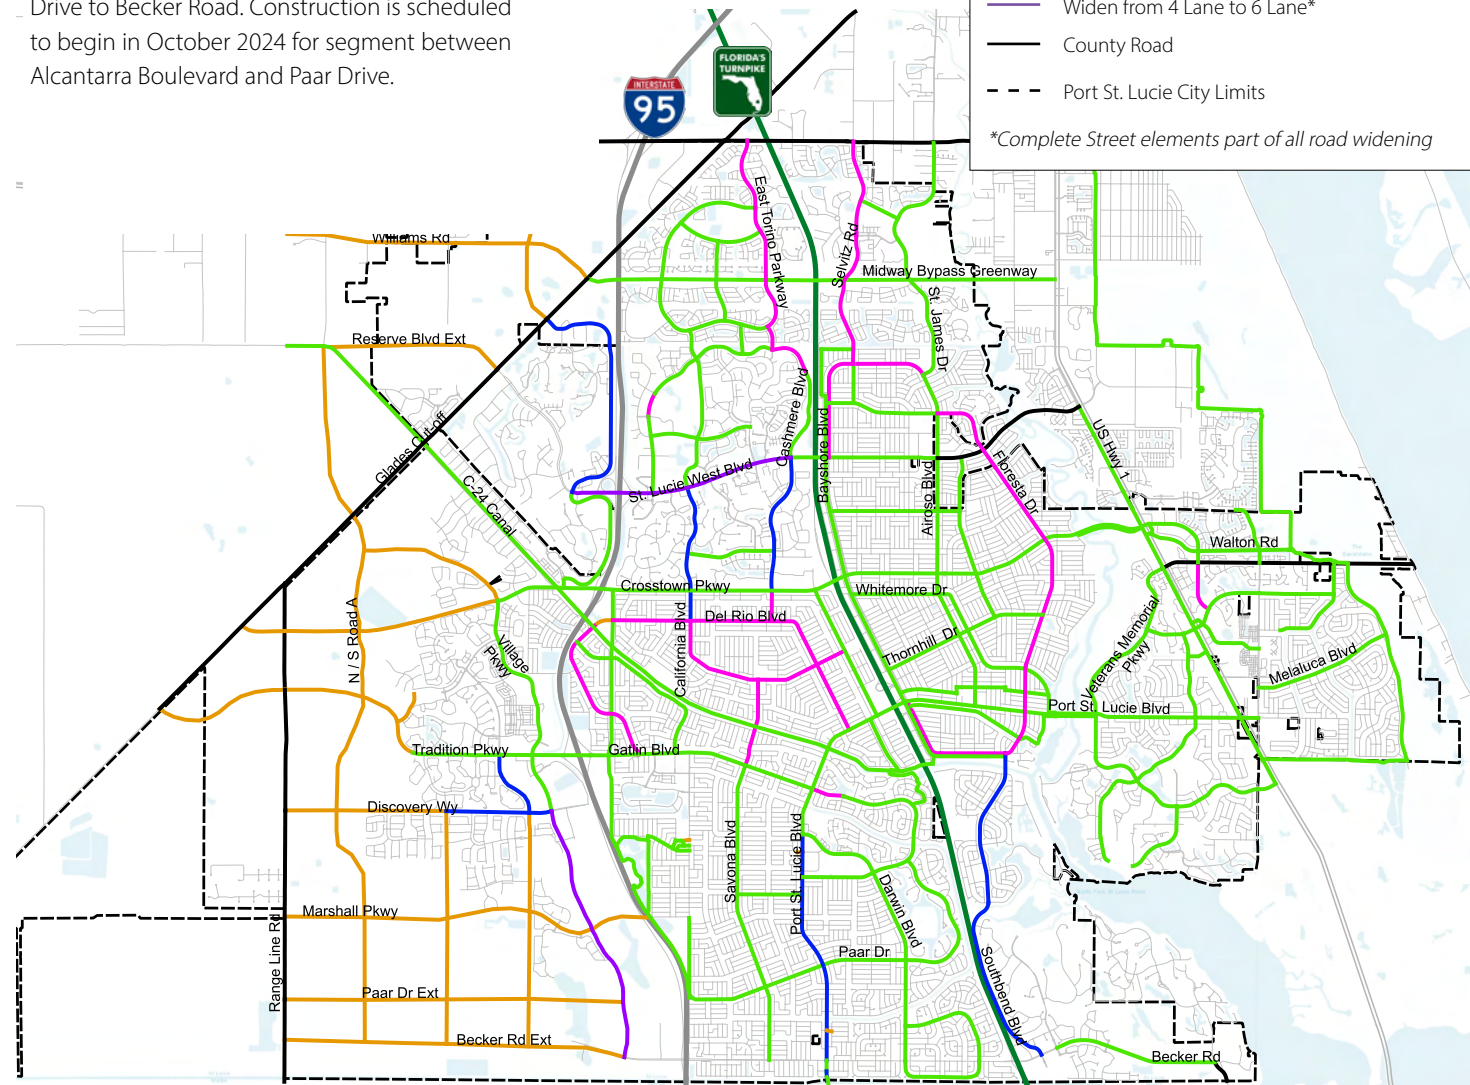 Drive to Becker Road. Construction is scheduled
to begin in October 2024 for segment between
Alcantarra Boulevard and Paar Drive.
Widen from 4 Lane to 6 Lane*
County Road
Port St. Lucie City Limits
*Complete Street elements part of all road widening
FLORIDA'S
TURNPIKE
INTERSTATE
95
East Torino Parkway
Selvitz Rd
Williams Rd
Midway Bypass Greenway
St. James Dr
Reserve Blvd Ext
Cashmere Blvd
Bayshore Blvd
Glades Cut-off
US Hwy 1
C-24 Canal
St. Lucie West Blvd
Airoso Blvd
Floresta Dr
Walton Rd
Crosstown Pkwy
Whitemore Dr
N / S Road A
California Blvd
Del Rio Blvd
Village
Pkwy
Thornhill Dr
Veterans Memorial
Pkwy
Melaluca Blvd
Port St. Lucie Blvd
Tradition Pkwy
Gatlin Blvd
Discovery Wy
Savona Blvd
Port St. Lucie Blvd
Darwin Blvd
Marshall Pkwy
Range Line Rd
Paar Dr
Southbend Blvd
Paar Dr Ext
Becker Rd Ext
Becker Rd